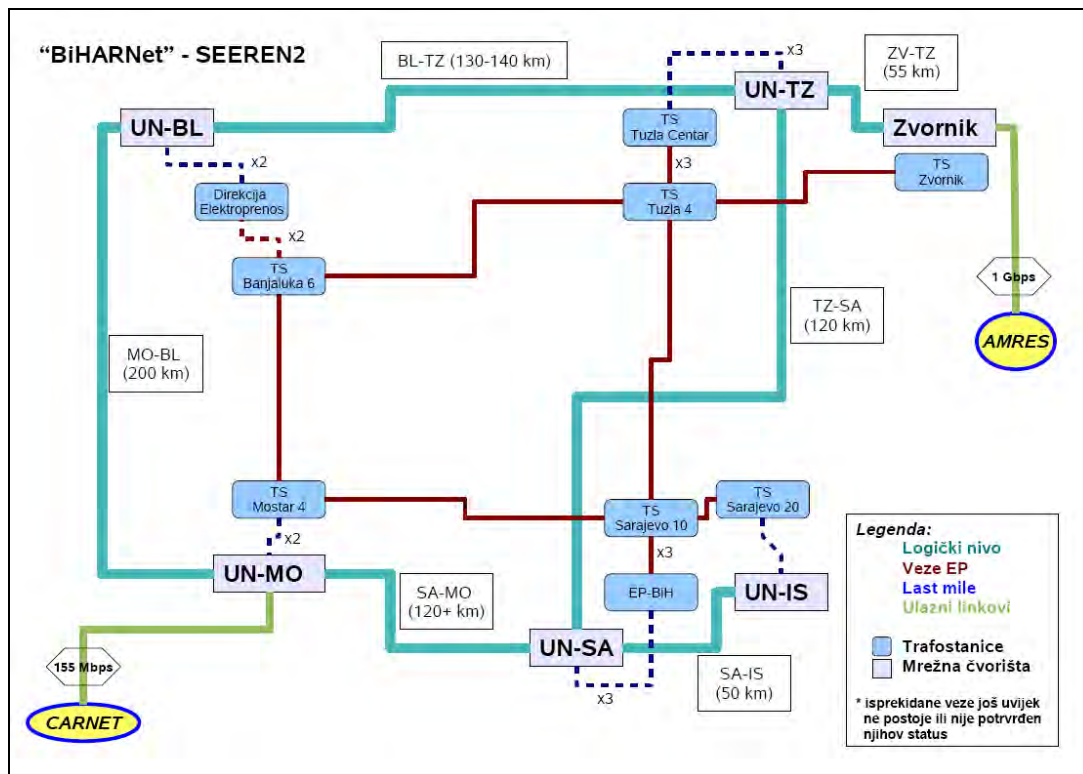 “BiHARNet” - SEEREN2
BL-TZ (130-140 km)
x3
ZV-TZ
(55 km)
UN-TZ
UN-BL
TS
Tuzla Centar
Zvornik
x2
x3
TS
Zvornik
Direkcija
Elektroprenos
TS
Tuzla 4
x2
TS
Banjaluka 6
1 Gbps
TZ-SA
(120 km)
AMRES
MO-BL
(200 km)
TS
Mostar 4
TS
Sarajevo 10
TS
Sarajevo 20
x2
x3
UN-MO
SA-MO
(120+ km)
EP-BiH
UN-IS
UN-SA
SA-IS
(50 km)
x3
155 Mbps
CARNET
Legenda:
Logički nivo
Veze EP
Last mile
Ulazni linkovi
Trafostanice
Mrežna čvorišta
* isprekidane veze još uvijek
ne postoje ili nije potrvrđen
njihov status